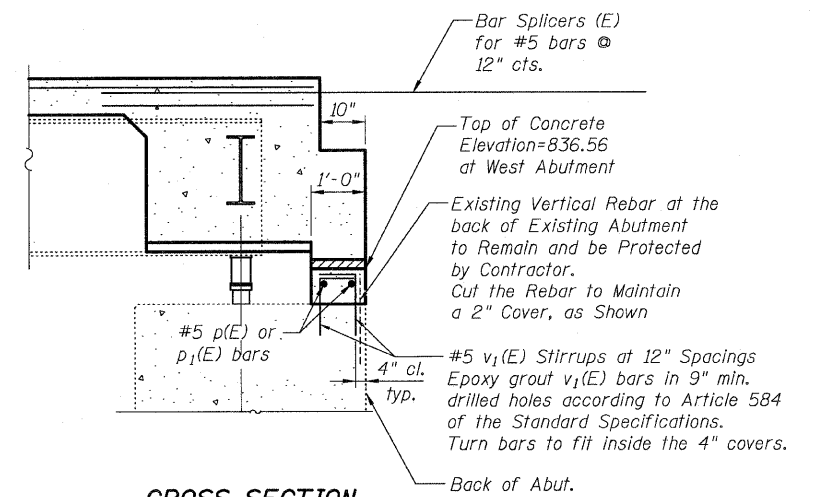 Bar Splicers (E)
for #5 bars @
12" cts.
10"
Top of Concrete
Elevation=836.56
at West Abutment
1'-0"
Existing Vertical Rebar at the
back of Existing Abutment
to Remain and be Protected
by Contractor.
Cut the Rebar to Maintain
a 2" Cover, as Shown
#5 p(E) or
p1(E) bars
4" cl.
typ.
#5 v1(E) Stirrups at 12" Spacings
Epoxy grout v1(E) bars in 9" min.
drilled holes according to Article 584
of the Standard Specifications.
Turn bars to fit inside the 4" covers.
Back of Abut.
CROSS SECTION